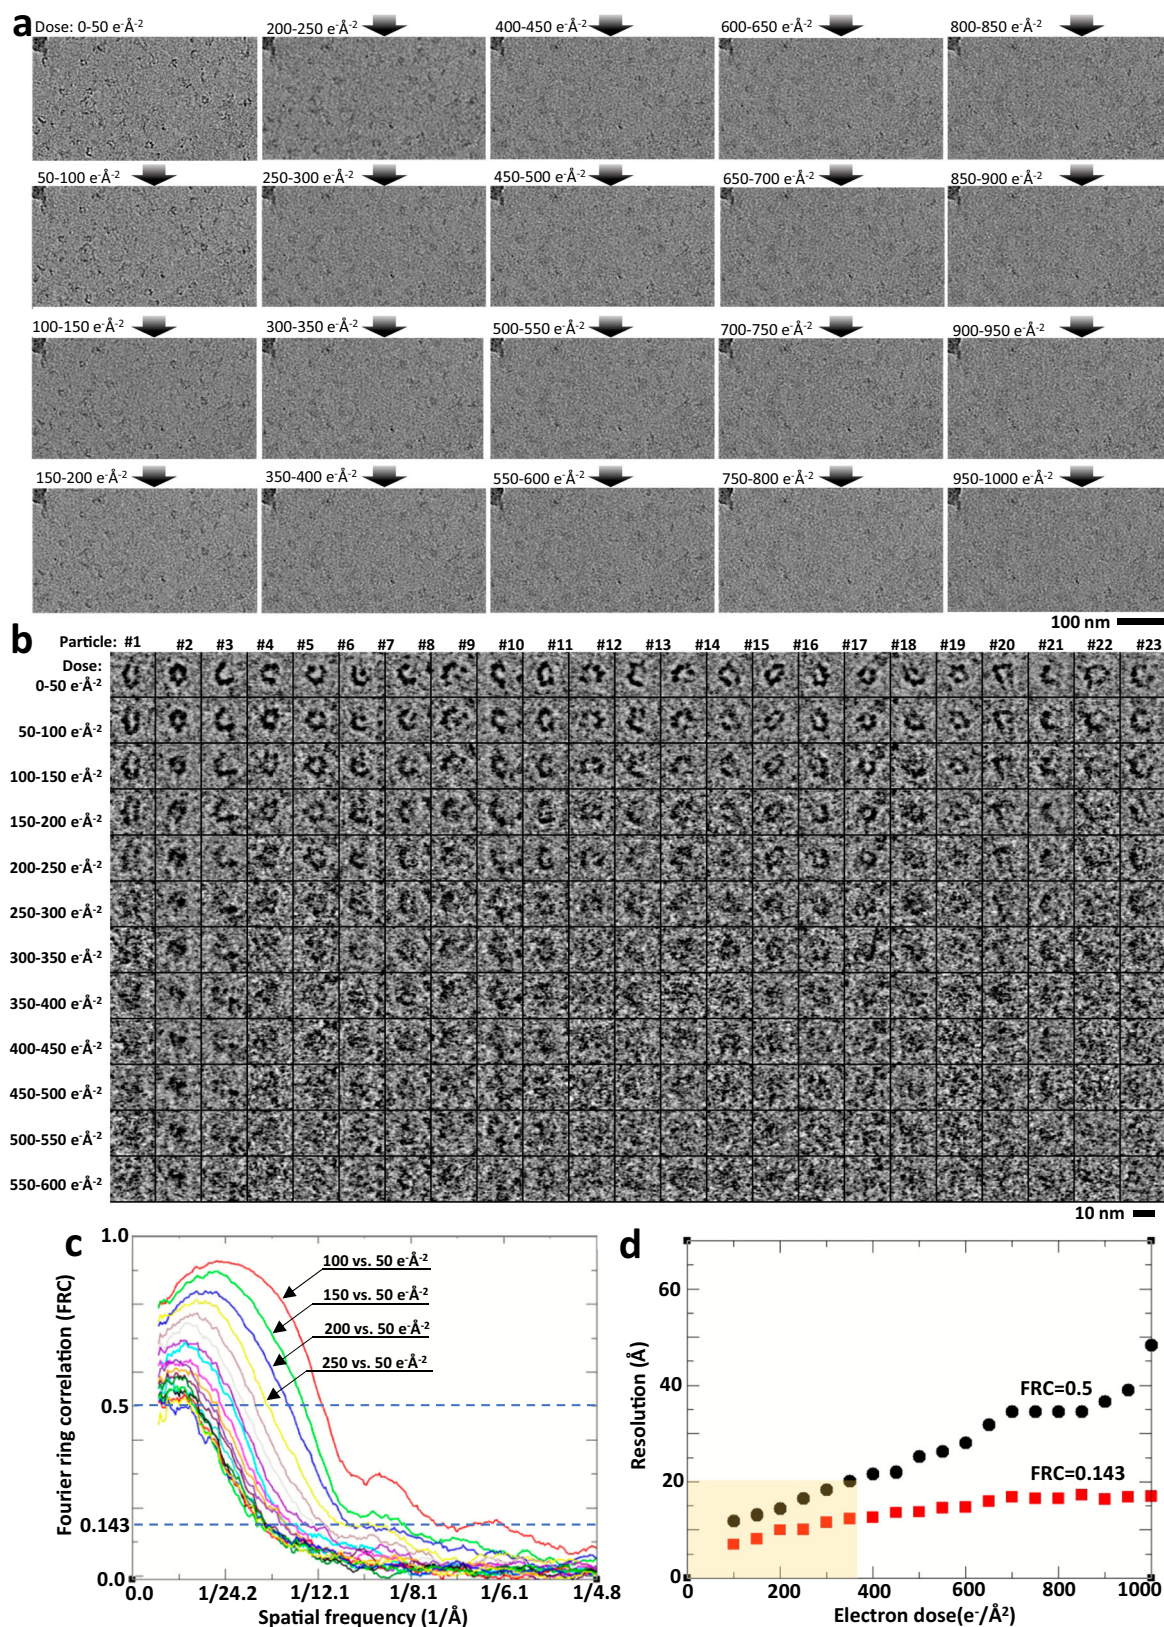 a
Dose: 0-50 e⁻Å⁻²
200-250 e⁻Å⁻²
400-450 e⁻Å⁻²
600-650 e⁻Å⁻²
800-850 e⁻Å⁻²
50-100 e⁻Å⁻²
250-300 e⁻Å⁻²
450-500 e⁻Å⁻²
650-700 e⁻Å⁻²
850-900 e⁻Å⁻²
100-150 e⁻Å⁻²
300-350 e⁻Å⁻²
500-550 e⁻Å⁻²
700-750 e⁻Å⁻²
900-950 e⁻Å⁻²
150-200 e⁻Å⁻²
350-400 e⁻Å⁻²
550-600 e⁻Å⁻²
750-800 e⁻Å⁻²
950-1000 e⁻Å⁻²
100 nm
b
Particle: #1 #2 #3 #4 #5 #6 #7 #8 #9 #10 #11 #12 #13 #14 #15 #16 #17 #18 #19 #20 #21 #22 #23
Dose:
0-50 e⁻Å⁻²
50-100 e⁻Å⁻²
100-150 e⁻Å⁻²
150-200 e⁻Å⁻²
200-250 e⁻Å⁻²
250-300 e⁻Å⁻²
300-350 e⁻Å⁻²
350-400 e⁻Å⁻²
400-450 e⁻Å⁻²
450-500 e⁻Å⁻²
500-550 e⁻Å⁻²
550-600 e⁻Å⁻²
10 nm
c
Fourier ring correlation (FRC)
1.0
0.5
0.143
0.0
100 vs. 50 e⁻Å⁻²
150 vs. 50 e⁻Å⁻²
200 vs. 50 e⁻Å⁻²
250 vs. 50 e⁻Å⁻²
0.0 1/24.2 1/12.1 1/8.1 1/6.1 1/4.8
Spatial frequency (1/Å)
d
Resolution (Å)
60
40
20
0
FRC=0.5
FRC=0.143
0 200 400 600 800 1000
Electron dose(e⁻/Å²)